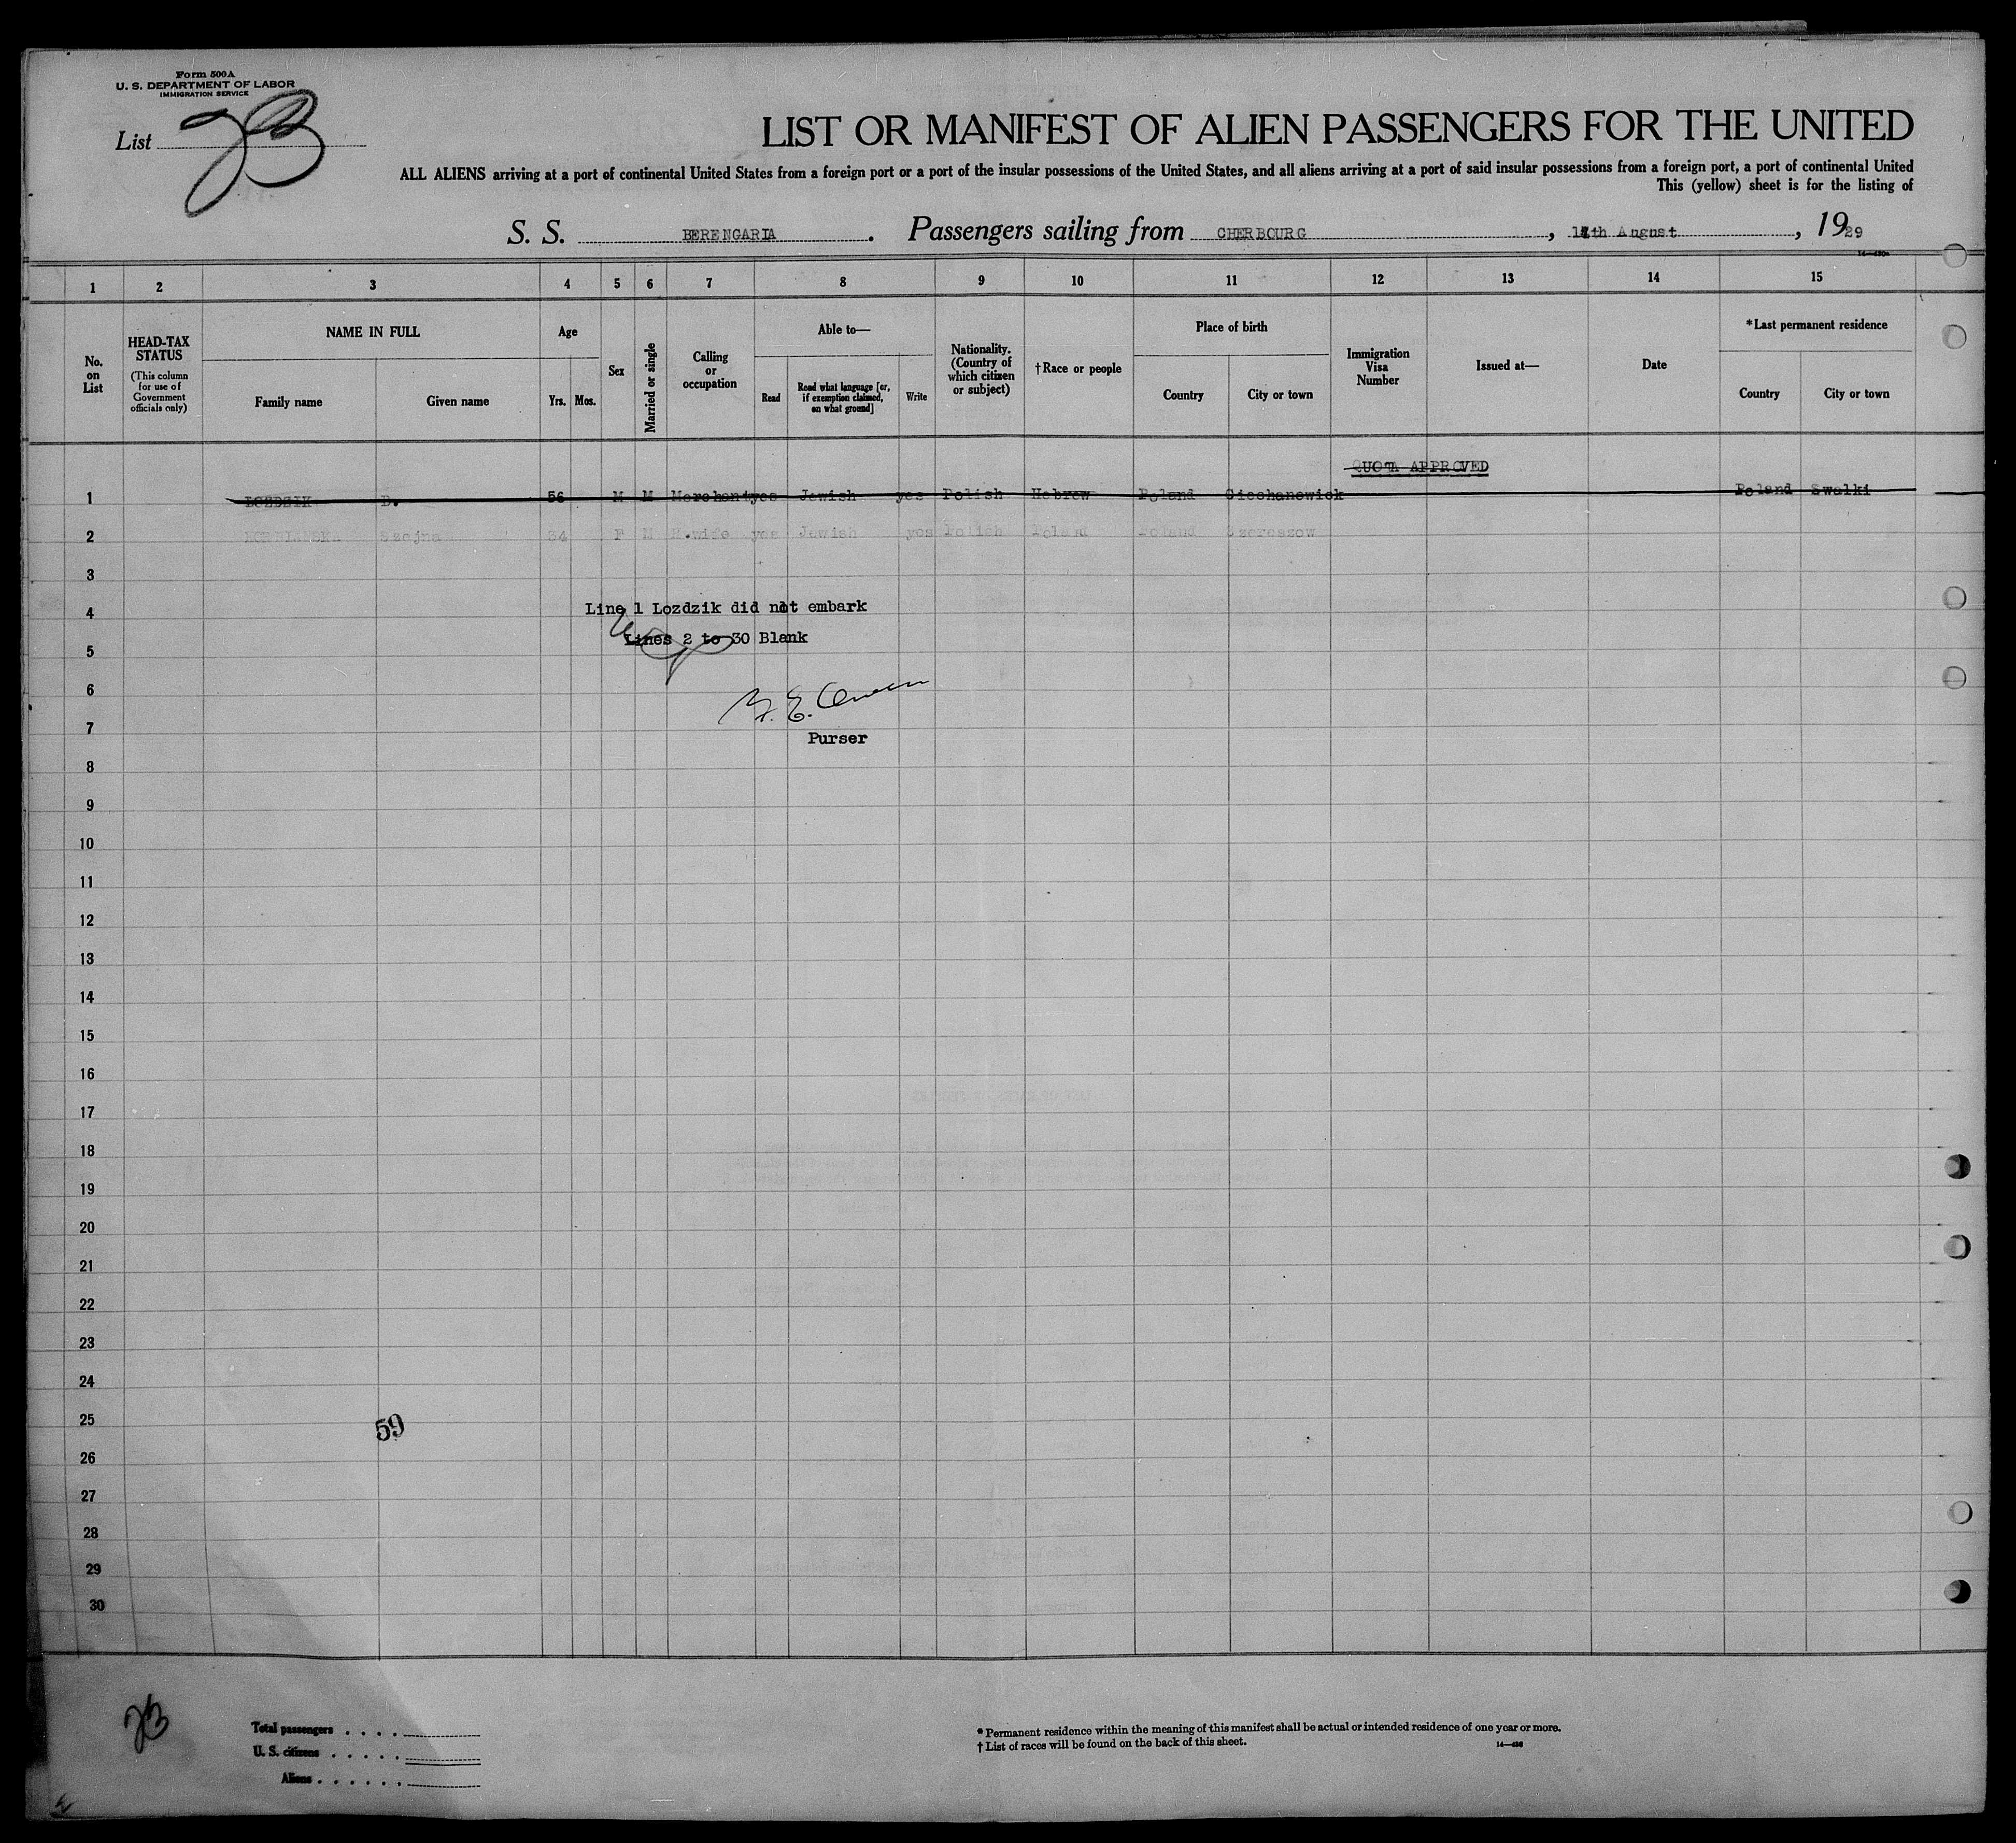 Form 500A
U. S. DEPARTMENT OF LABOR
IMMIGRATION SERVICE
List
LIST OR MANIFEST OF ALIEN PASSENGERS FOR THE UNITED
ALL ALIENS arriving at a port of continental United States from a foreign port or a port of the insular possessions of the United States, and all aliens arriving at a port of said insular possessions from a foreign port, a port of continental United
This (yellow) sheet is for the listing of
S. S. BERENGARIA. Passengers sailing from CHERBOURG, August, 1929
1 2 3 4 5 6 7 8 9 10 11 12 13 14 15
No. on List
HEAD-TAX STATUS
(This column for use of Government officials only)
NAME IN FULL
Family name
Given name
Age
Yrs. Mos.
Sex
Married or single
Calling or occupation
Able to—
Read
Read what language [or, if exemption claimed, on what ground]
Write
Nationality. (Country of which citizen or subject)
†Race or people
Place of birth
Country
City or town
Immigration Visa Number
Issued at—
Date
*Last permanent residence
Country
City or town
QUOTA APPROVED
1 LOZDZIK B. 56 M M Merchant yes Jewish yes Polish Hebrew Poland Ciechanowick Poland Swalki
2 Szejna 34 F M H.wife yes Jewish yes Polish Poland Poland Szereszow
3
4 Line 1 Lozdzik did not embark
Lines 2 to 30 Blank
5
6
7
Purser
8
9
10
11
12
13
14
15
16
17
18
19
20
21
22
23
24
25
59
26
27
28
29
30
Total passengers . . . .
U. S. citizens . . . . .
Aliens . . . . . .
* Permanent residence within the meaning of this manifest shall be actual or intended residence of one year or more.
† List of races will be found on the back of this sheet.